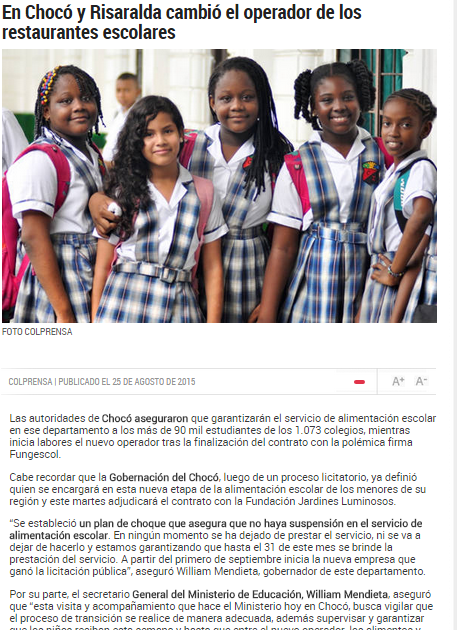 En Chocó y Risaralda cambió el operador de los
restaurantes escolares
FOTO COLPRENSA
COLPRENSA | PUBLICADO EL 25 DE AGOSTO DE 2015
A+ A-
Las autoridades de Chocó aseguraron que garantizarán el servicio de alimentación escolar
en ese departamento a los más de 90 mil estudiantes de los 1.073 colegios, mientras
inicia labores el nuevo operador tras la finalización del contrato con la polémica firma
Fungescol.
Cabe recordar que la Gobernación del Chocó, luego de un proceso licitatorio, ya definió
quien se encargará en esta nueva etapa de la alimentación escolar de los menores de su
región y este martes adjudicará el contrato con la Fundación Jardines Luminosos.
"Se estableció un plan de choque que asegura que no haya suspensión en el servicio de
alimentación escolar. En ningún momento se ha dejado de prestar el servicio, ni se va a
dejar de hacerlo y estamos garantizando que hasta el 31 de este mes se brinde la
prestación del servicio. A partir del primero de septiembre inicia la nueva empresa que
ganó la licitación pública", aseguró William Mendieta, gobernador de este departamento.
Por su parte, el secretario General del Ministerio de Educación, William Mendieta, aseguró
que "esta visita y acompañamiento que hace el Ministerio hoy en Chocó, busca vigilar que
el proceso de transición se realice de manera adecuada, además supervisar y garantizar